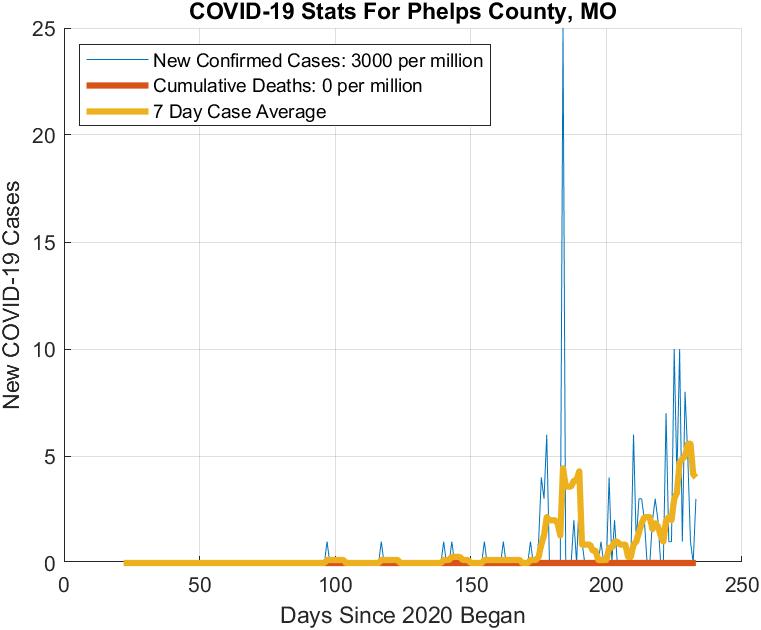 COVID-19 Stats For Phelps County, MO
25
New Confirmed Cases: 3000 per million
Cumulative Deaths: 0 per million
7 Day Case Average
20
15
10
5
0
New COVID-19 Cases
0 50 100 150 200 250
Days Since 2020 Began